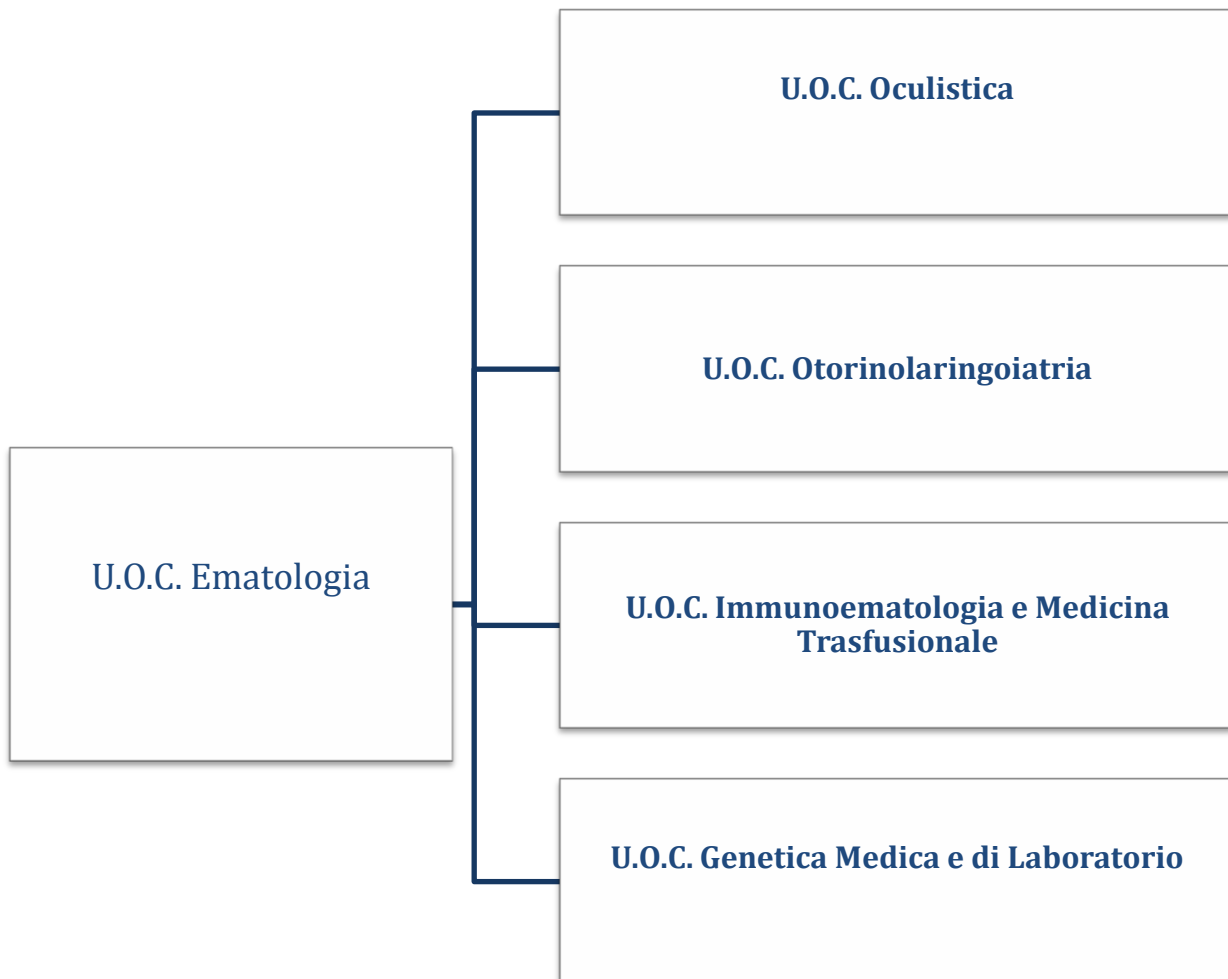 U.O.C. Oculistica
U.O.C. Otorinolaringoiatria
U.O.C. Ematologia
U.O.C. Immunoematologia e Medicina
Trasfusionale
U.O.C. Genetica Medica e di Laboratorio